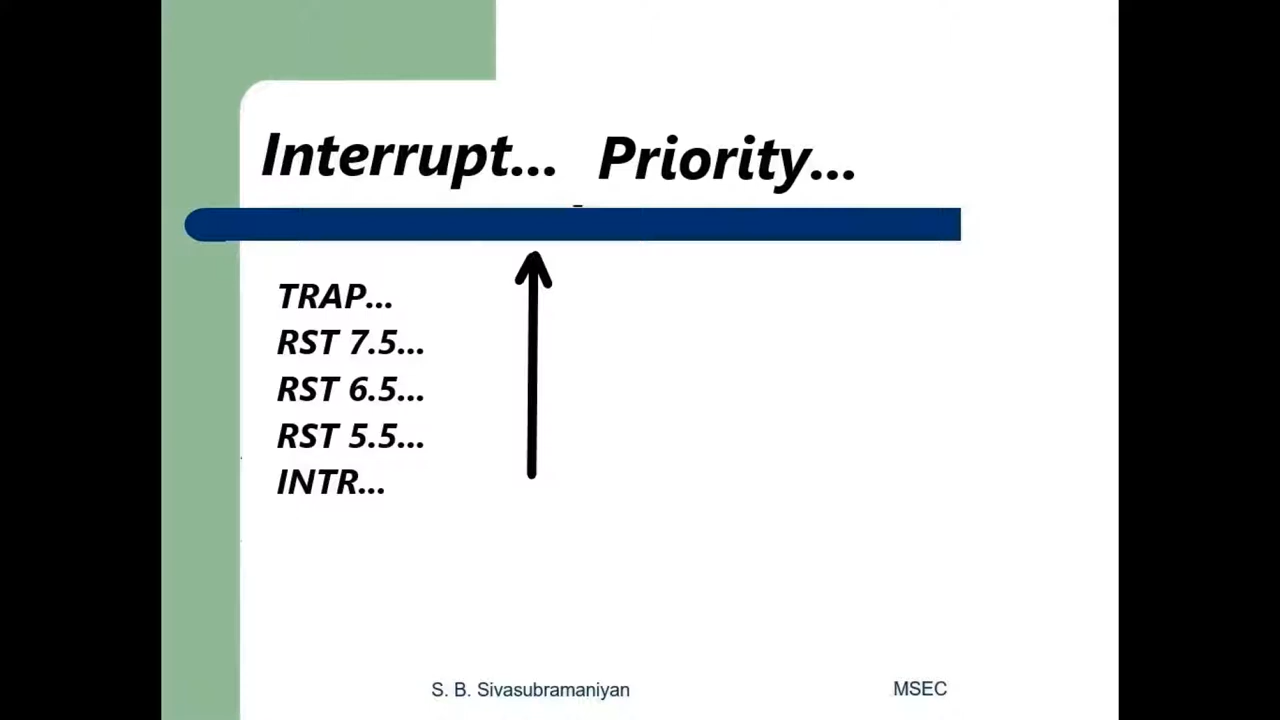 Interrupt... Priority...
TRAP...
RST 7.5...
RST 6.5...
RST 5.5...
INTR...
S. B. Sivasubramaniyan MSEC